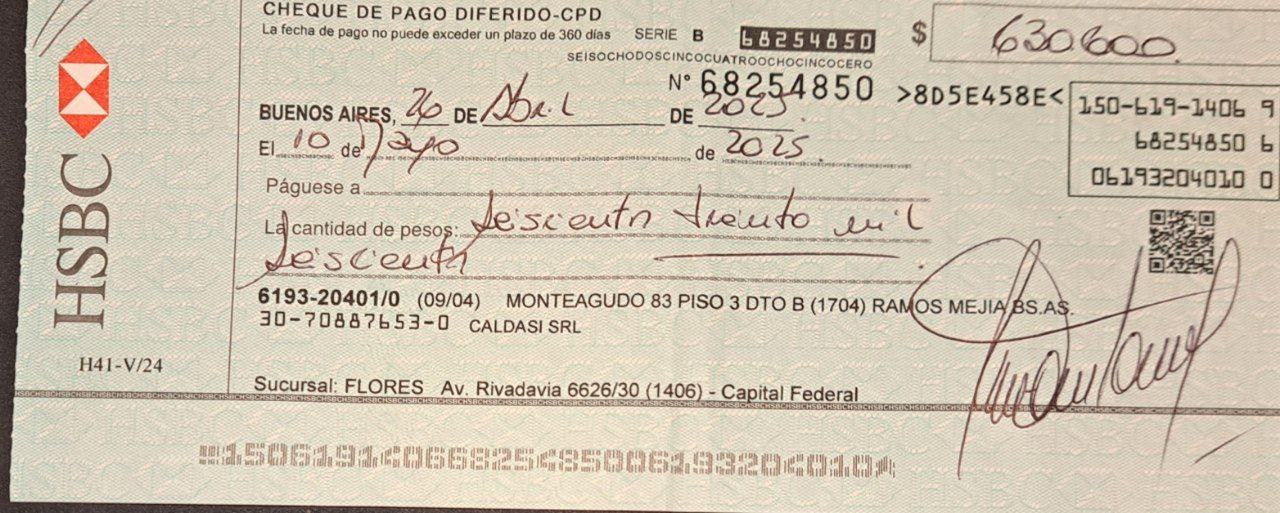 CHEQUE DE PAGO DIFERIDO-CPD
La fecha de pago no puede exceder un plazo de 360 días SERIE B 68254850 $ 630.600.
SEISOCHODOSCINCOCUATROOCHOCINCOCERO
N° 68254850 >8D5E458E<
150-619-1406 9
68254850 6
06193204010 0
BUENOS AIRES, 26 DE Abril DE 2025.
El 10 de Mayo de 2025.
Páguese a
La cantidad de pesos: Seiscientos treinta mil
Seiscientos
6193-20401/0 (09/04) MONTEAGUDO 83 PISO 3 DTO B (1704) RAMOS MEJIA BS.AS.
30-70887653-0 CALDASI SRL
Sucursal: FLORES Av. Rivadavia 6626/30 (1406) - Capital Federal
HSBC
H41-V/24
15061914066825485006193204010